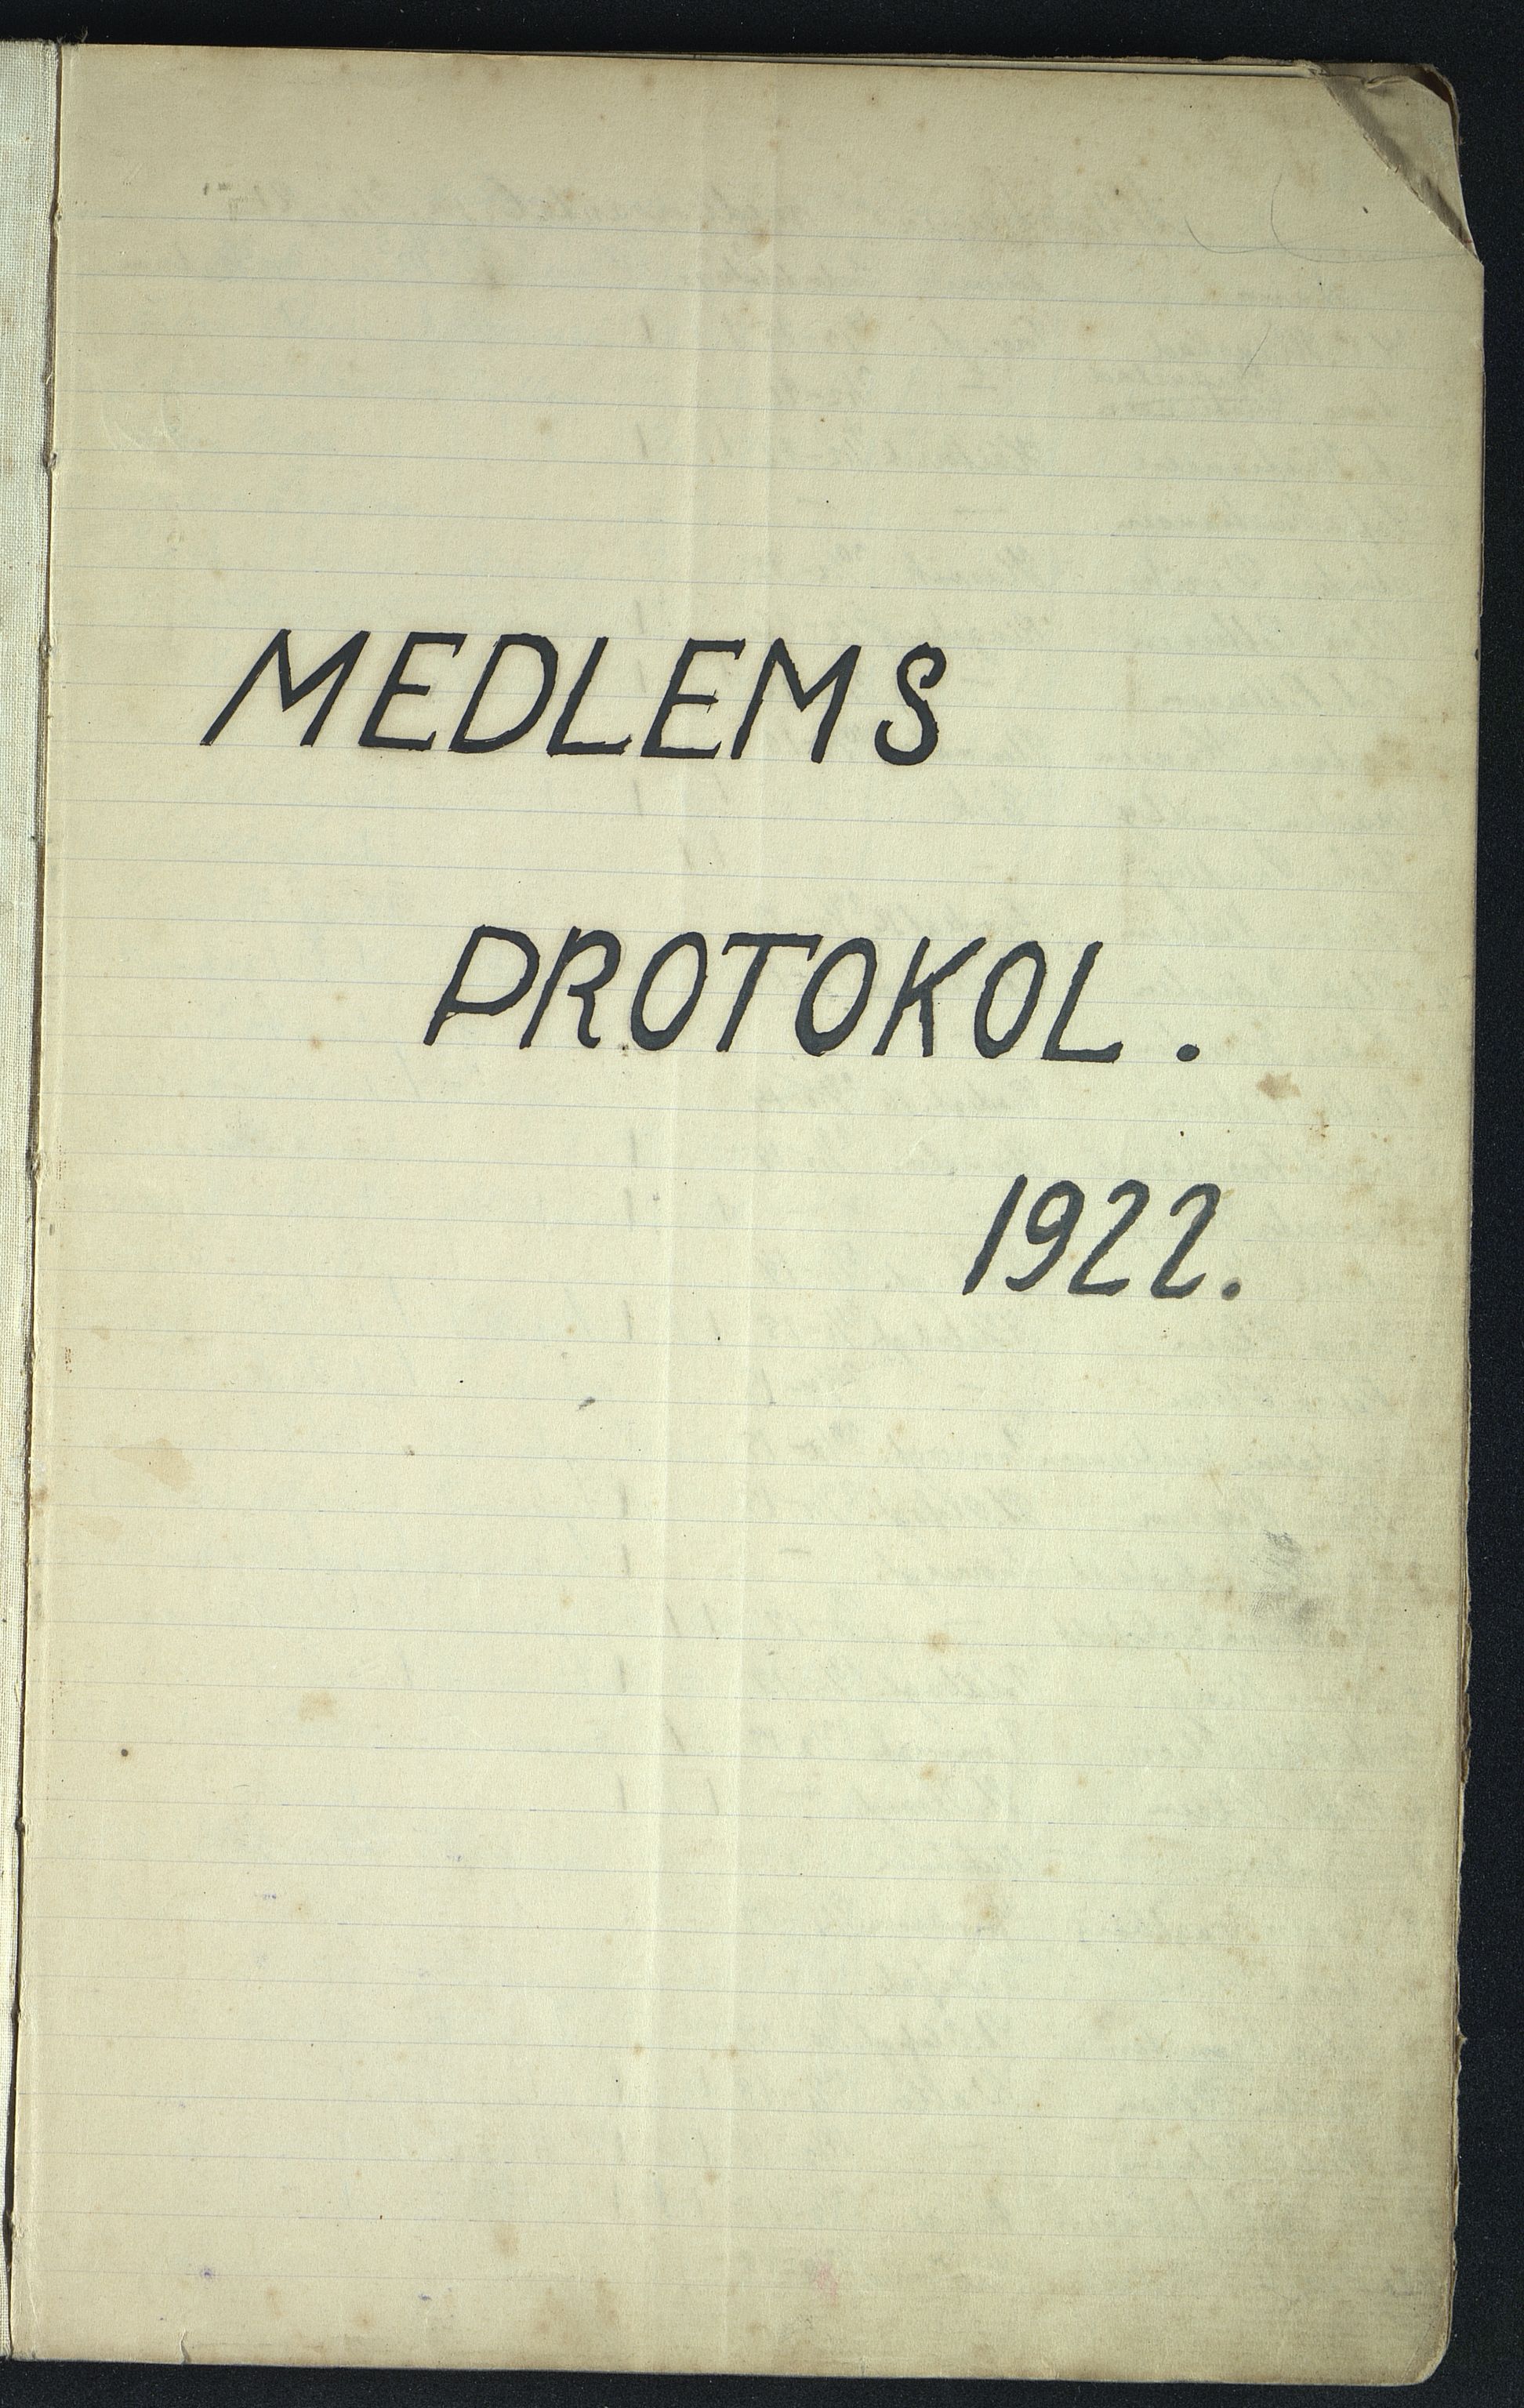 MEDLEMS
PROTOKOL.
1922.